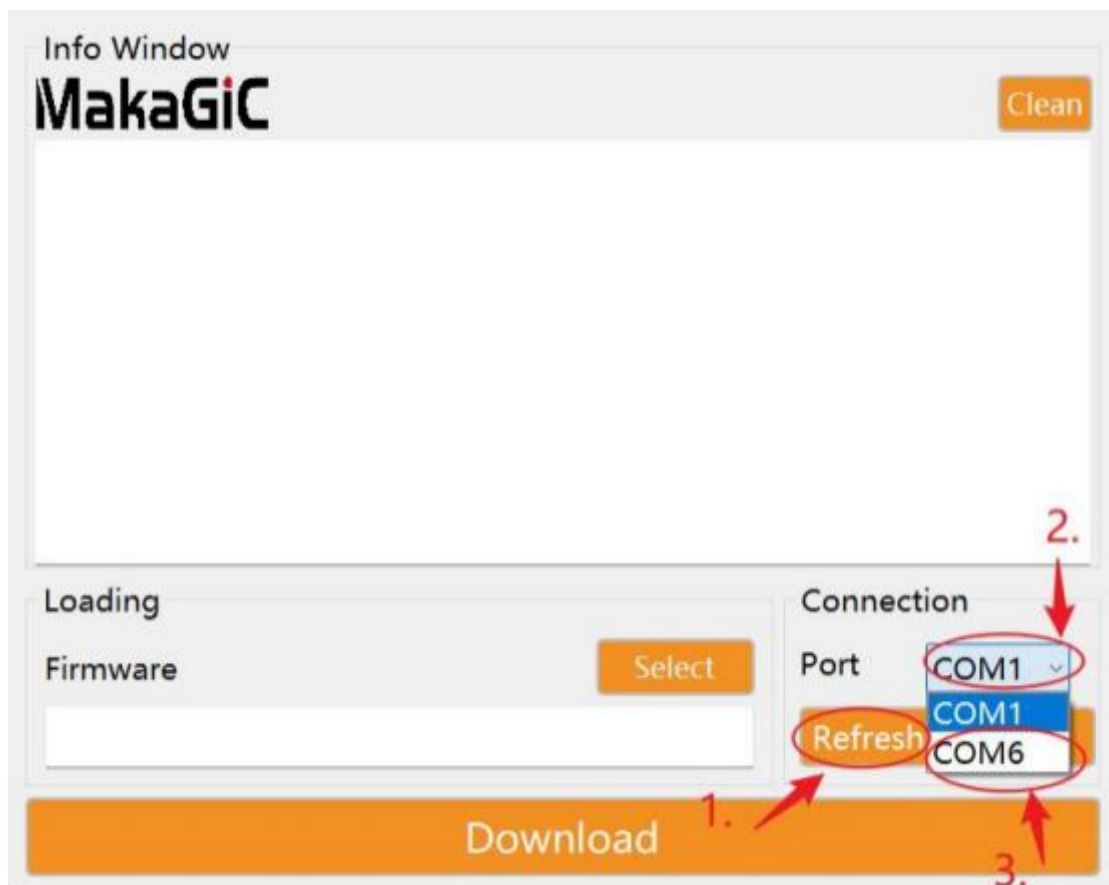 Info Window
MakaGiC
Clean
2.
Loading
Connection
Firmware
Select
Port
COM1
COM1
Refresh
COM6
1.
Download
3.